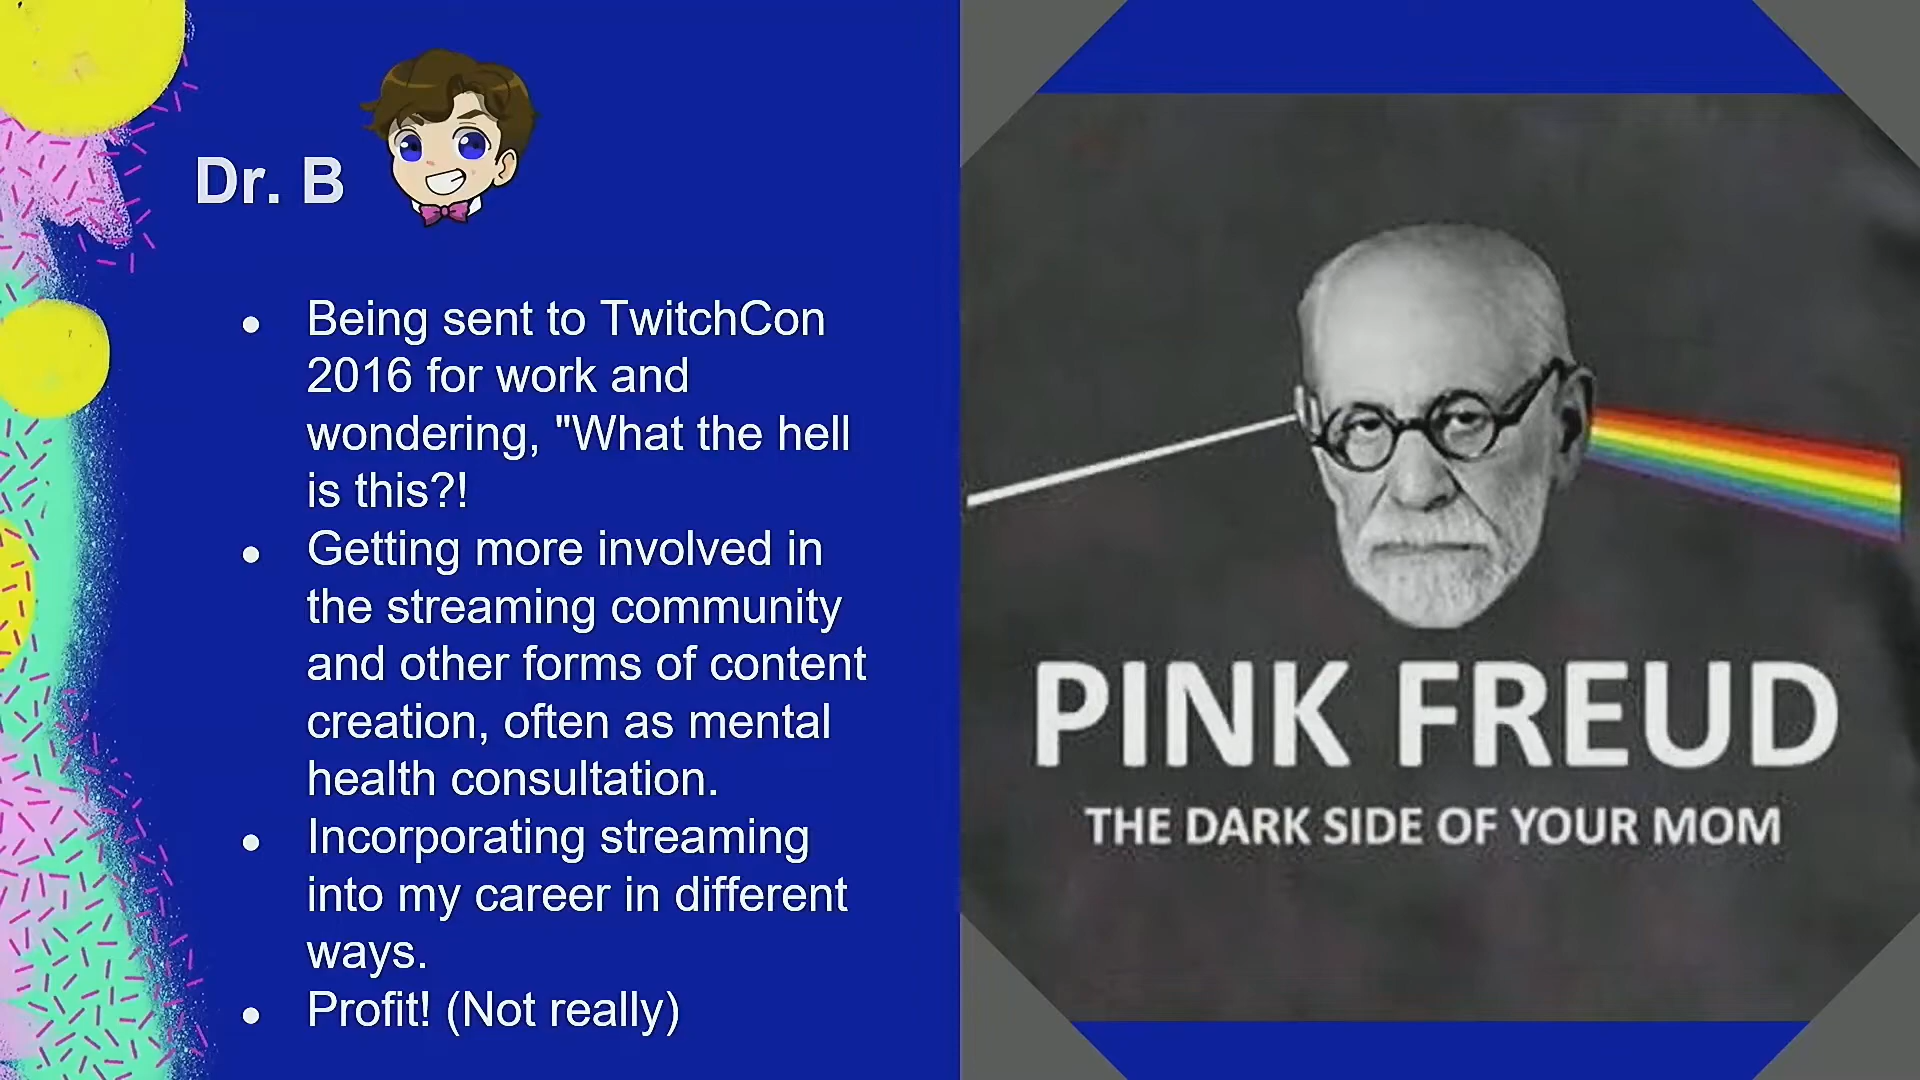 Dr. B
● Being sent to TwitchCon
2016 for work and
wondering, "What the hell
is this?!
● Getting more involved in
the streaming community
and other forms of content
creation, often as mental
health consultation.
● Incorporating streaming
into my career in different
ways.
● Profit! (Not really)
PINK FREUD
THE DARK SIDE OF YOUR MOM